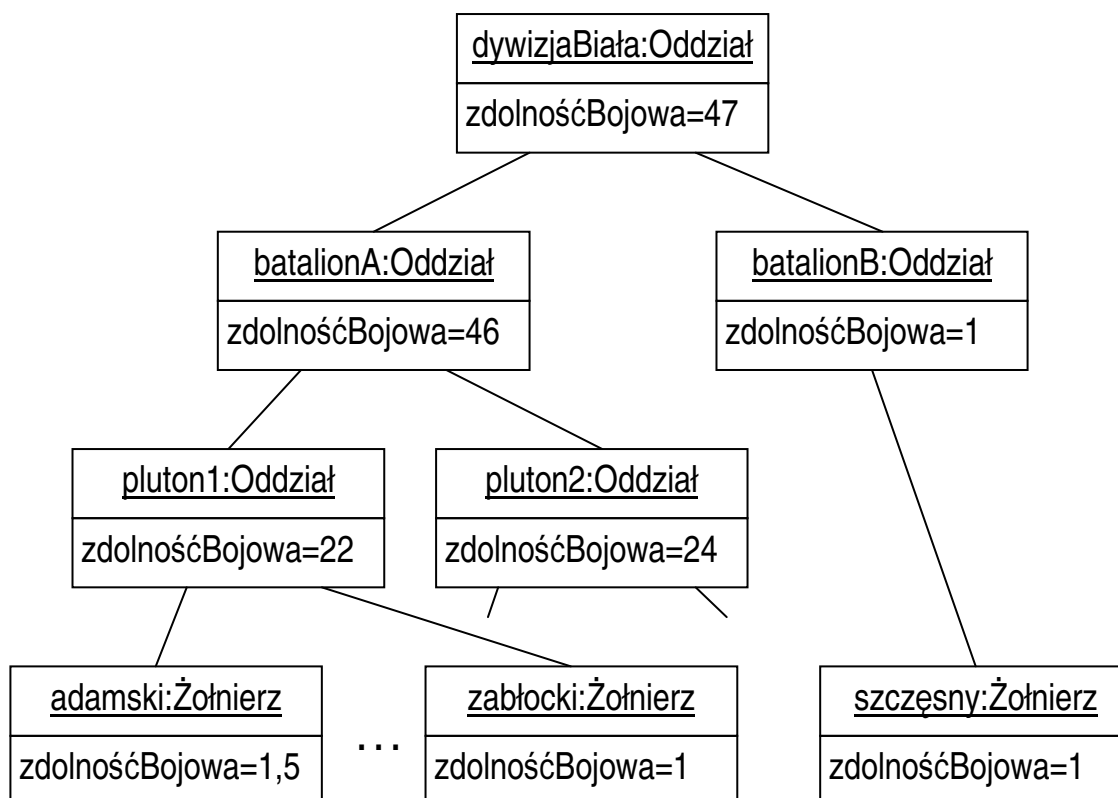 dywizjaBiała:Oddział
zdolnośćBojowa=47
batalionA:Oddział
zdolnośćBojowa=46
batalionB:Oddział
zdolnośćBojowa=1
pluton1:Oddział
zdolnośćBojowa=22
pluton2:Oddział
zdolnośćBojowa=24
adamski:Żołnierz
zdolnośćBojowa=1,5
...
zabłocki:Żołnierz
zdolnośćBojowa=1
szczęsny:Żołnierz
zdolnośćBojowa=1